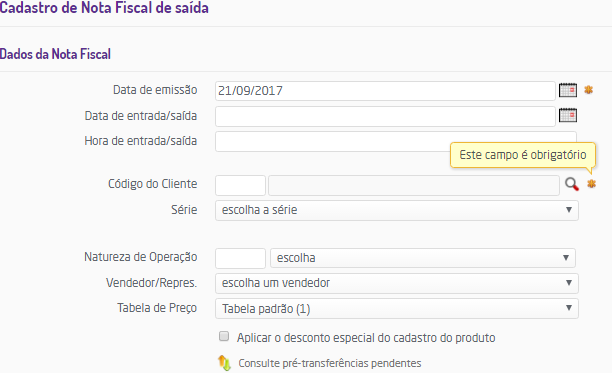 Cadastro de Nota Fiscal de saída
Dados da Nota Fiscal
Data de emissão 21/09/2017
Data de entrada/saída
Hora de entrada/saída
Este campo é obrigatório
Código do Cliente
Série escolha a série
Natureza de Operação escolha
Vendedor/Repres. escolha um vendedor
Tabela de Preço Tabela padrão (1)
Aplicar o desconto especial do cadastro do produto
Consulte pré-transferências pendentes